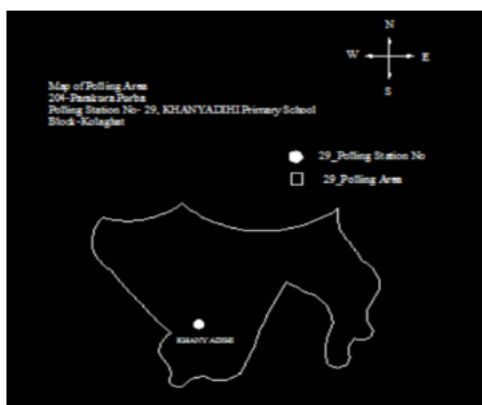 N
W E
S
Map of Polling Area
204-Panskura Purba
Polling Station No- 29, KHANYADIHI Primary School
Block-Kolaghat
29_Polling Station No
29_Polling Area
KHANYADIHI